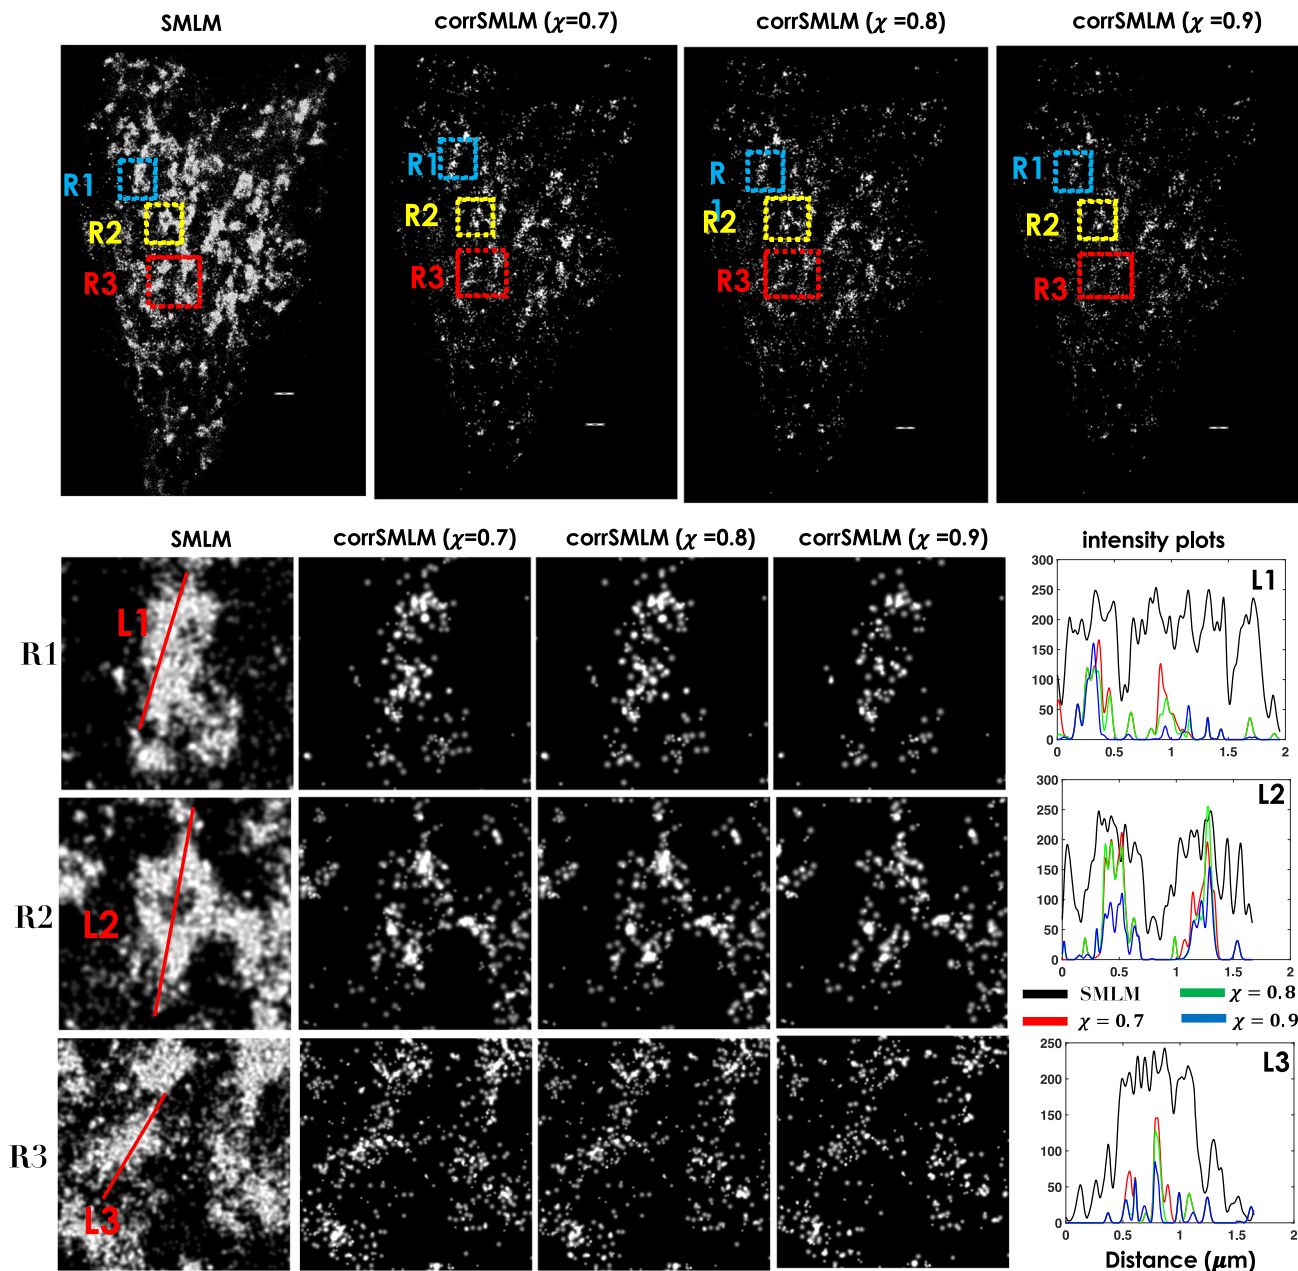 SMLM corrSMLM (χ=0.7) corrSMLM (χ=0.8) corrSMLM (χ=0.9)
R1 R1 R
1 R1
R2 R2 R2 R2
R3 R3 R3 R3
SMLM corrSMLM (χ=0.7) corrSMLM (χ =0.8) corrSMLM (χ =0.9) intensity plots
R1
L1
L1
300
250
200
150
100
50
0
0 0.5 1 1.5 2
R2
L2
L2
300
250
200
150
100
50
0
0 0.5 1 1.5 2
SMLM χ = 0.8
χ = 0.7 χ = 0.9
R3
L3
L3
250
200
150
100
50
0
0 0.5 1 1.5 2
Distance (μm)